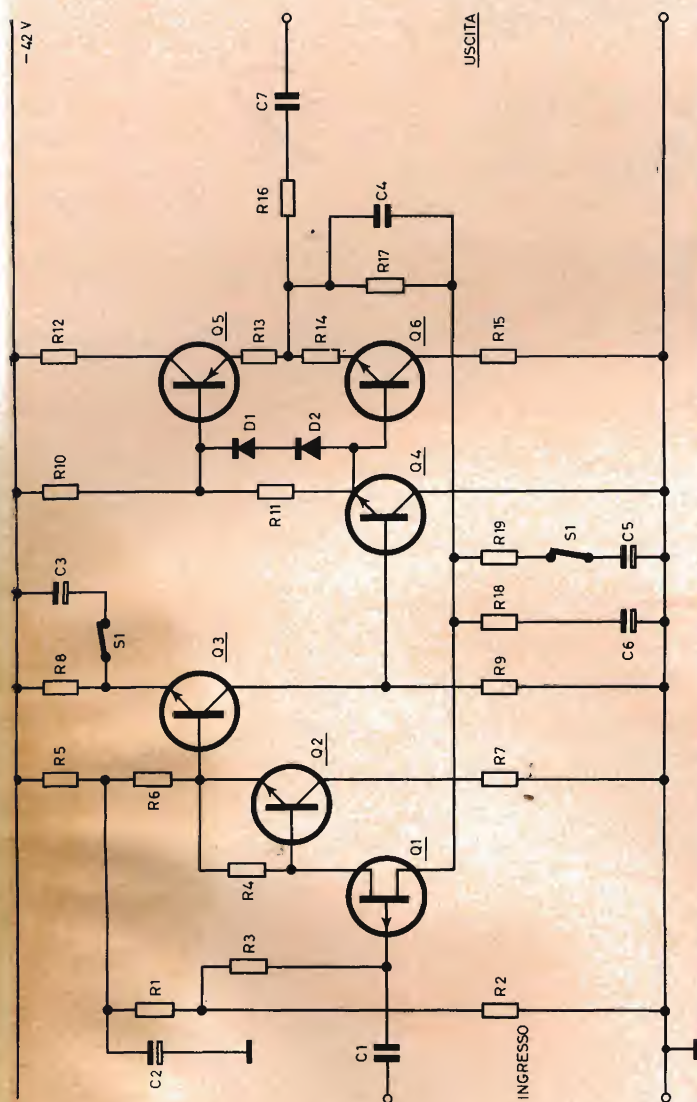 - 42 V
C3
R12
R10
R8
S1
R5
R6
C2
R1
R3
R4
Q3
Q2
Q5
R13
D1
R11
D2
R14
R16
C7
Q4
Q6
R17
C4
Q1
C1
INGRESSO
R2
R7
R9
R18
C6
R19
S1
C5
R15
USCITA